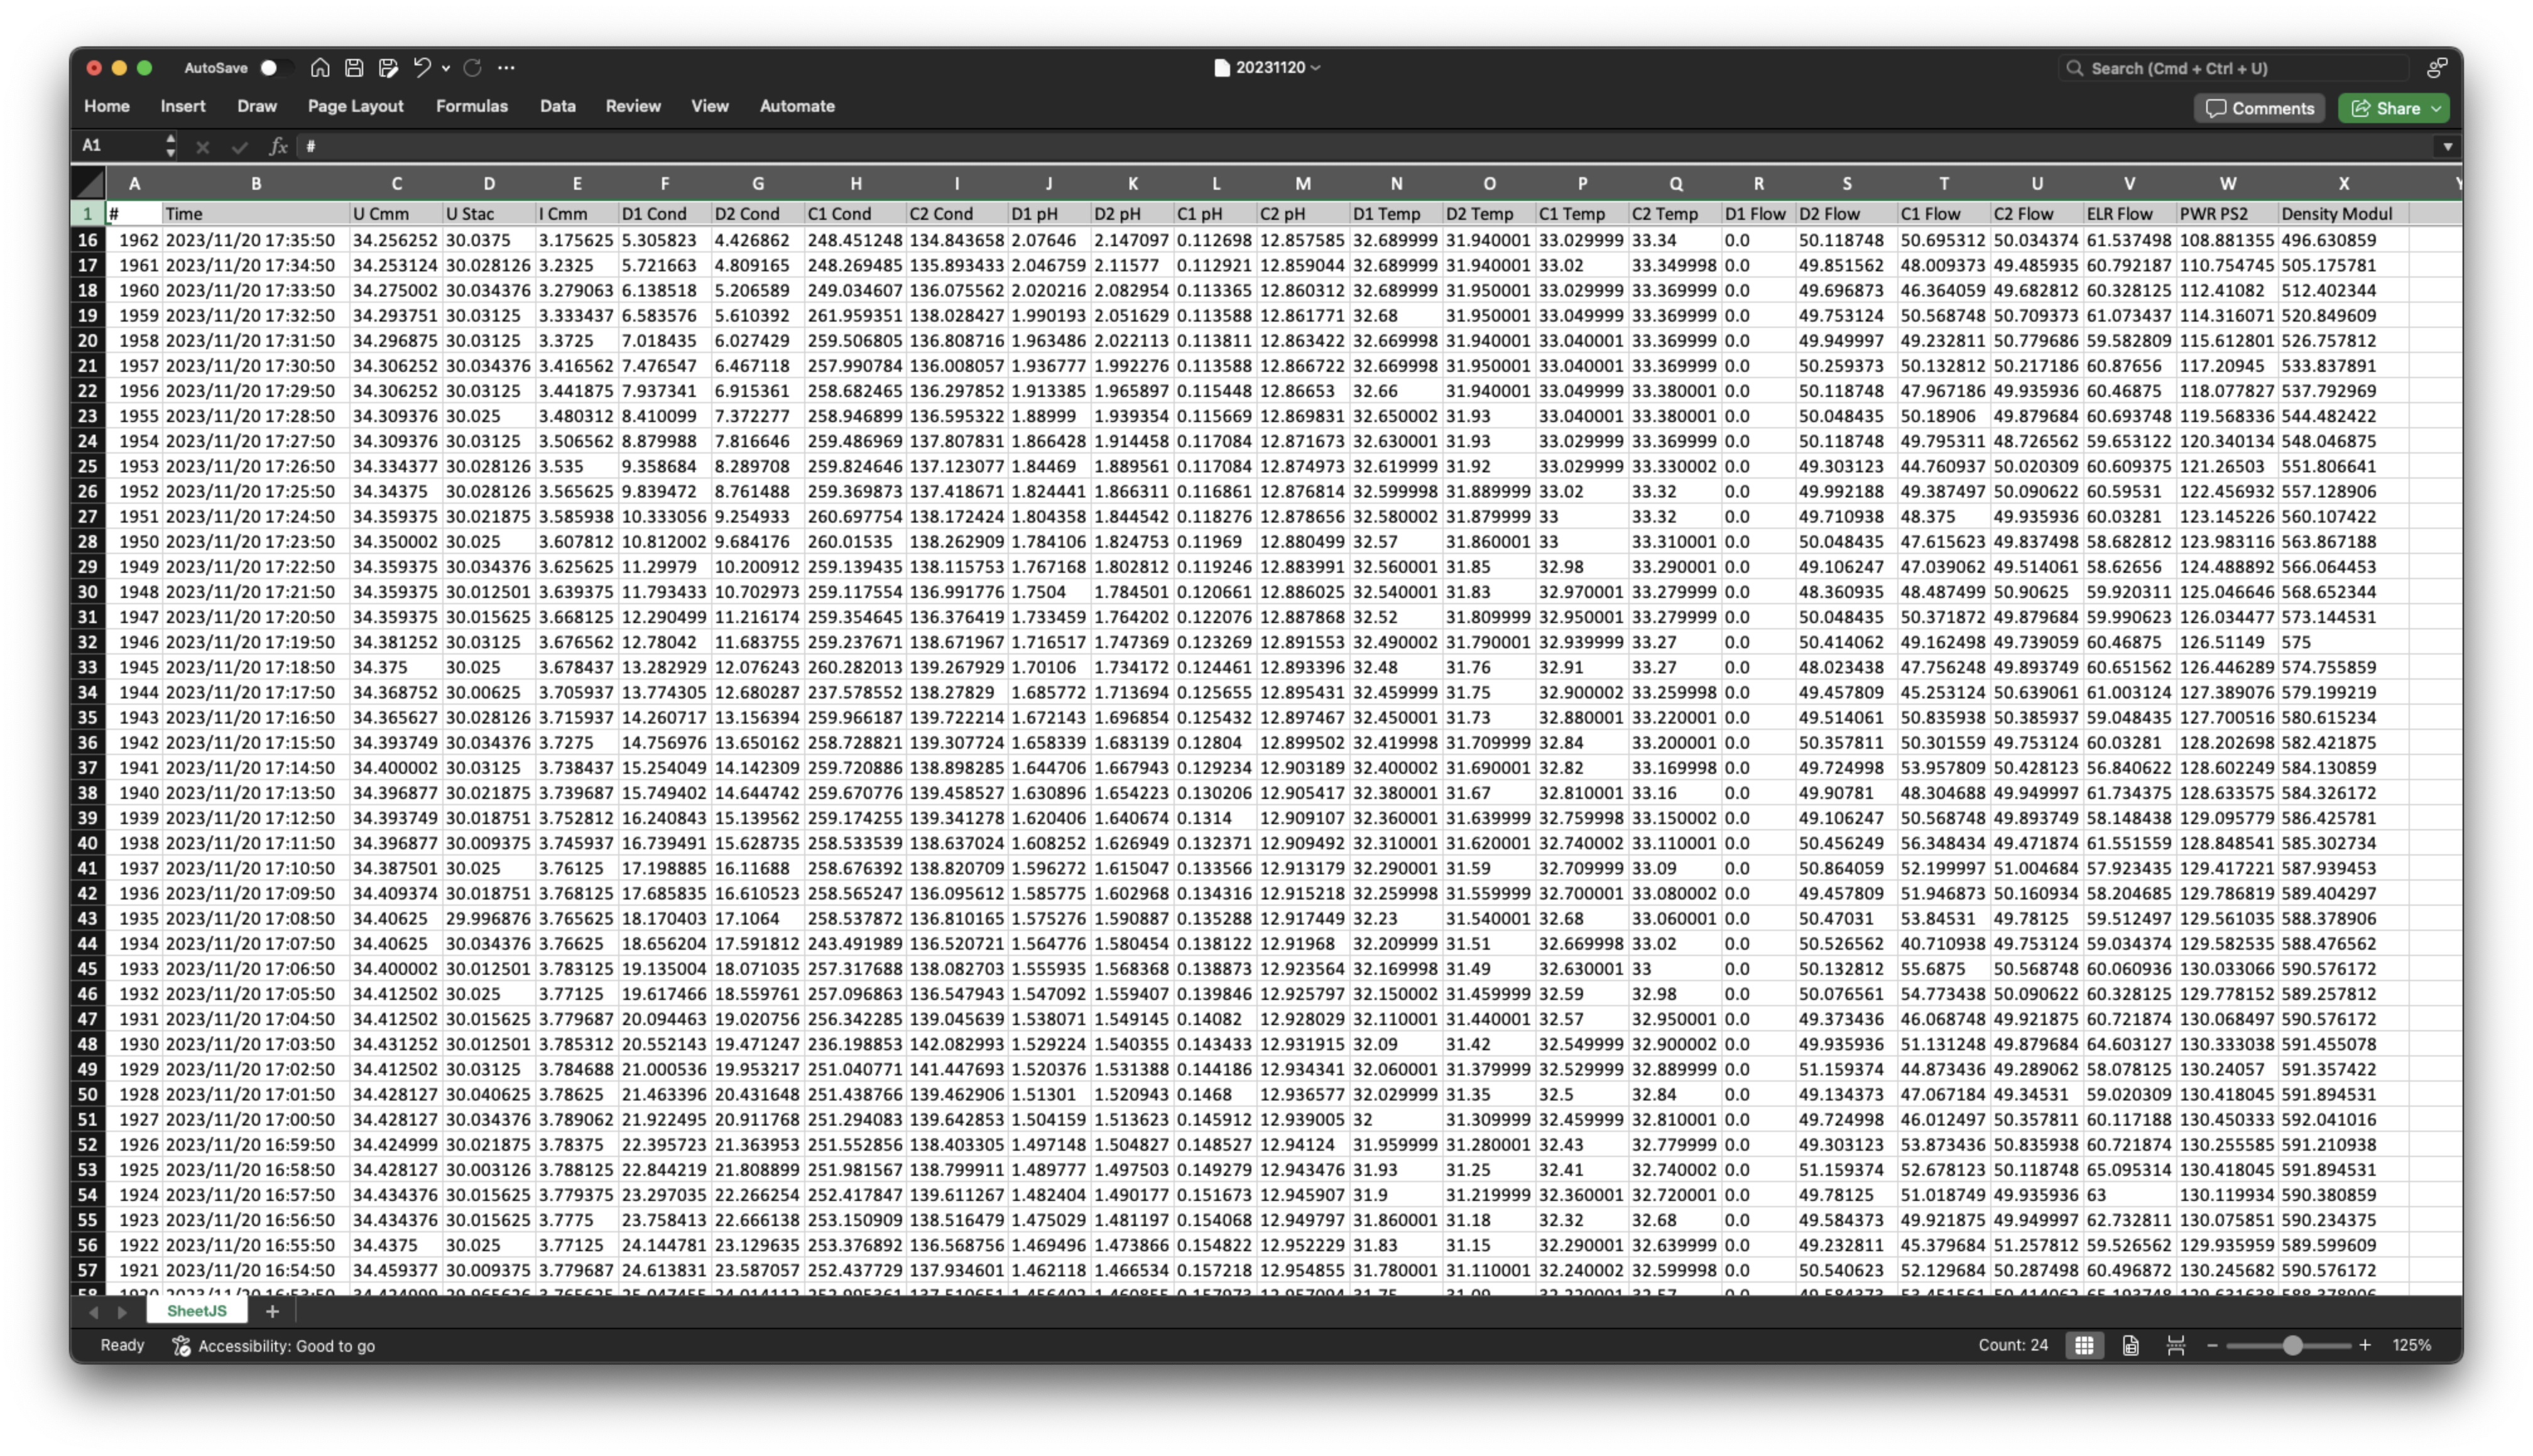 AutoSave
20231120
Search (Cmd + Ctrl + U)
Home Insert Draw Page Layout Formulas Data Review View Automate Comments Share
A1 fx #
A B C D E F G H I J K L M N O P Q R S T U V W X Y
1 # Time U Cmm U Stac I Cmm D1 Cond D2 Cond C1 Cond C2 Cond D1 pH D2 pH C1 pH C2 pH D1 Temp D2 Temp C1 Temp C2 Temp D1 Flow D2 Flow C1 Flow C2 Flow ELR Flow PWR PS2 Density Modul
16 1962 2023/11/20 17:35:50 34.256252 30.0375 3.175625 5.305823 4.426862 248.451248 134.843658 2.07646 2.147097 0.112698 12.857585 32.689999 31.940001 33.029999 33.34 0.0 50.118748 50.695312 50.034374 61.537498 108.881355 496.630859
17 1961 2023/11/20 17:34:50 34.253124 30.028126 3.2325 5.721663 4.809165 248.269485 135.893433 2.046759 2.11577 0.112921 12.859044 32.689999 31.940001 33.02 33.349998 0.0 49.851562 48.009373 49.485935 60.792187 110.754745 505.175781
18 1960 2023/11/20 17:33:50 34.275002 30.034376 3.279063 6.138518 5.206589 249.034607 136.075562 2.020216 2.082954 0.113365 12.860312 32.689999 31.950001 33.029999 33.369999 0.0 49.696873 46.364059 49.682812 60.328125 112.41082 512.402344
19 1959 2023/11/20 17:32:50 34.293751 30.03125 3.333437 6.583576 5.610392 261.959351 138.028427 1.990193 2.051629 0.113588 12.861771 32.68 31.950001 33.049999 33.369999 0.0 49.753124 50.568748 50.709373 61.073437 114.316071 520.849609
20 1958 2023/11/20 17:31:50 34.296875 30.03125 3.3725 7.018435 6.027429 259.506805 136.808716 1.963486 2.022113 0.113811 12.863422 32.669998 31.940001 33.040001 33.369999 0.0 49.949997 49.232811 50.779686 59.582809 115.612801 526.757812
21 1957 2023/11/20 17:30:50 34.306252 30.034376 3.416562 7.476547 6.467118 257.990784 136.008057 1.936777 1.992276 0.113588 12.866722 32.669998 31.950001 33.040001 33.369999 0.0 50.259373 50.132812 50.217186 60.87656 117.20945 533.837891
22 1956 2023/11/20 17:29:50 34.306252 30.03125 3.441875 7.937341 6.915361 258.682465 136.297852 1.913385 1.965897 0.115448 12.86653 32.66 31.940001 33.049999 33.380001 0.0 50.118748 47.967186 49.935936 60.46875 118.077827 537.792969
23 1955 2023/11/20 17:28:50 34.309376 30.025 3.480312 8.410099 7.372277 258.946899 136.595322 1.88999 1.939354 0.115669 12.869831 32.650002 31.93 33.040001 33.380001 0.0 50.048435 50.18906 49.879684 60.693748 119.568336 544.482422
24 1954 2023/11/20 17:27:50 34.309376 30.03125 3.506562 8.879988 7.816646 259.486969 137.807831 1.866428 1.914458 0.117084 12.871673 32.630001 31.93 33.029999 33.369999 0.0 50.118748 49.795311 48.726562 59.653122 120.340134 548.046875
25 1953 2023/11/20 17:26:50 34.334377 30.028126 3.535 9.358684 8.289708 259.824646 137.123077 1.84469 1.889561 0.117084 12.874973 32.619999 31.92 33.029999 33.330002 0.0 49.303123 44.760937 50.020309 60.609375 121.26503 551.806641
26 1952 2023/11/20 17:25:50 34.34375 30.028126 3.565625 9.839472 8.761488 259.369873 137.418671 1.824441 1.866311 0.116861 12.876814 32.599998 31.889999 33.02 33.32 0.0 49.992188 49.387497 50.090622 60.59531 122.456932 557.128906
27 1951 2023/11/20 17:24:50 34.359375 30.021875 3.585938 10.333056 9.254933 260.697754 138.172424 1.804358 1.844542 0.118276 12.878656 32.580002 31.879999 33 33.32 0.0 49.710938 48.375 49.935936 60.03281 123.145226 560.107422
28 1950 2023/11/20 17:23:50 34.350002 30.025 3.607812 10.812002 9.684176 260.01535 138.262909 1.784106 1.824753 0.11969 12.880499 32.57 31.860001 33 33.310001 0.0 50.048435 47.615623 49.837498 58.682812 123.983116 563.867188
29 1949 2023/11/20 17:22:50 34.359375 30.034376 3.625625 11.29979 10.200912 259.139435 138.115753 1.767168 1.802812 0.119246 12.883991 32.560001 31.85 32.98 33.290001 0.0 49.106247 47.039062 49.514061 58.62656 124.488892 566.064453
30 1948 2023/11/20 17:21:50 34.359375 30.012501 3.639375 11.793433 10.702973 259.117554 136.991776 1.7504 1.784501 0.120661 12.886025 32.540001 31.83 32.970001 33.279999 0.0 48.360935 48.487499 50.90625 59.920311 125.046646 568.652344
31 1947 2023/11/20 17:20:50 34.359375 30.015625 3.668125 12.290499 11.216174 259.354645 136.376419 1.733459 1.764202 0.122076 12.887868 32.52 31.809999 32.950001 33.279999 0.0 50.048435 50.371872 49.879684 59.990623 126.034477 573.144531
32 1946 2023/11/20 17:19:50 34.381252 30.03125 3.676562 12.78042 11.683755 259.237671 138.671967 1.716517 1.747369 0.123269 12.891553 32.490002 31.790001 32.939999 33.27 0.0 50.414062 49.162498 49.739059 60.46875 126.51149 575
33 1945 2023/11/20 17:18:50 34.375 30.025 3.678437 13.282929 12.076243 260.282013 139.267929 1.70106 1.734172 0.124461 12.893396 32.48 31.76 32.91 33.27 0.0 48.023438 47.756248 49.893749 60.651562 126.446289 574.755859
34 1944 2023/11/20 17:17:50 34.368752 30.00625 3.705937 13.774305 12.680287 237.578552 138.27829 1.685772 1.713694 0.125655 12.895431 32.459999 31.75 32.900002 33.259998 0.0 49.457809 45.253124 50.639061 61.003124 127.389076 579.199219
35 1943 2023/11/20 17:16:50 34.365627 30.028126 3.715937 14.260717 13.156394 259.966187 139.722214 1.672143 1.696854 0.125432 12.897467 32.450001 31.73 32.880001 33.220001 0.0 49.514061 50.835938 50.385937 59.048435 127.700516 580.615234
36 1942 2023/11/20 17:15:50 34.393749 30.034376 3.7275 14.756976 13.650162 258.728821 139.307724 1.658339 1.683139 0.12804 12.899502 32.419998 31.709999 32.84 33.200001 0.0 50.357811 50.301559 49.753124 60.03281 128.202698 582.421875
37 1941 2023/11/20 17:14:50 34.400002 30.03125 3.738437 15.254049 14.142309 259.720886 138.898285 1.644706 1.667943 0.129234 12.903189 32.400002 31.690001 32.82 33.169998 0.0 49.724998 53.957809 50.428123 56.840622 128.602249 584.130859
38 1940 2023/11/20 17:13:50 34.396877 30.021875 3.739687 15.749402 14.644742 259.670776 139.458527 1.630896 1.654223 0.130206 12.905417 32.380001 31.67 32.810001 33.16 0.0 49.90781 48.304688 49.949997 61.734375 128.633575 584.326172
39 1939 2023/11/20 17:12:50 34.393749 30.018751 3.752812 16.240843 15.139562 259.174255 139.341278 1.620406 1.640674 0.1314 12.909107 32.360001 31.639999 32.759998 33.150002 0.0 49.106247 50.568748 49.893749 58.148438 129.095779 586.425781
40 1938 2023/11/20 17:11:50 34.396877 30.009375 3.745937 16.739491 15.628735 258.533539 138.637024 1.608252 1.626949 0.132371 12.909492 32.310001 31.620001 32.740002 33.110001 0.0 50.456249 56.348434 49.471874 61.551559 128.848541 585.302734
41 1937 2023/11/20 17:10:50 34.387501 30.025 3.76125 17.198885 16.11688 258.676392 138.820709 1.596272 1.615047 0.133566 12.913179 32.290001 31.59 32.709999 33.09 0.0 50.864059 52.199997 51.004684 57.923435 129.417221 587.939453
42 1936 2023/11/20 17:09:50 34.409374 30.018751 3.768125 17.685835 16.610523 258.565247 136.095612 1.585775 1.602968 0.134316 12.915218 32.259998 31.559999 32.700001 33.080002 0.0 49.457809 51.946873 50.160934 58.204685 129.786819 589.404297
43 1935 2023/11/20 17:08:50 34.40625 29.996876 3.765625 18.170403 17.1064 258.537872 136.810165 1.575276 1.590887 0.135288 12.917449 32.23 31.540001 32.68 33.060001 0.0 50.47031 53.84531 49.78125 59.512497 129.561035 588.378906
44 1934 2023/11/20 17:07:50 34.40625 30.034376 3.76625 18.656204 17.591812 243.491989 136.520721 1.564776 1.580454 0.138122 12.91968 32.209999 31.51 32.669998 33.02 0.0 50.526562 40.710938 49.753124 59.034374 129.582535 588.476562
45 1933 2023/11/20 17:06:50 34.400002 30.012501 3.783125 19.135004 18.071035 257.317688 138.082703 1.555935 1.568368 0.138873 12.923564 32.169998 31.49 32.630001 33 0.0 50.132812 55.6875 50.568748 60.060936 130.033066 590.576172
46 1932 2023/11/20 17:05:50 34.412502 30.025 3.77125 19.617466 18.559761 257.096863 136.547943 1.547092 1.559407 0.139846 12.925797 32.150002 31.459999 32.59 32.98 0.0 50.076561 54.773438 50.090622 60.328125 129.778152 589.257812
47 1931 2023/11/20 17:04:50 34.412502 30.015625 3.779687 20.094463 19.020756 256.342285 139.045639 1.538071 1.549145 0.14082 12.928029 32.110001 31.440001 32.57 32.950001 0.0 49.373436 46.068748 49.921875 60.721874 130.068497 590.576172
48 1930 2023/11/20 17:03:50 34.431252 30.012501 3.785312 20.552143 19.471247 236.198853 142.082993 1.529224 1.540355 0.143433 12.931915 32.09 31.42 32.549999 32.900002 0.0 49.935936 51.131248 49.879684 64.603127 130.333038 591.455078
49 1929 2023/11/20 17:02:50 34.412502 30.03125 3.784688 21.000536 19.953217 251.040771 141.447693 1.520376 1.531388 0.144186 12.934341 32.060001 31.379999 32.529999 32.889999 0.0 51.159374 44.873436 49.289062 58.078125 130.24057 591.357422
50 1928 2023/11/20 17:01:50 34.428127 30.040625 3.78625 21.463396 20.431648 251.438766 139.462906 1.51301 1.520943 0.1468 12.936577 32.029999 31.35 32.5 32.84 0.0 49.134373 47.067184 49.34531 59.020309 130.418045 591.894531
51 1927 2023/11/20 17:00:50 34.428127 30.034376 3.789062 21.922495 20.911768 251.294083 139.642853 1.504159 1.513623 0.145912 12.939005 32 31.309999 32.459999 32.810001 0.0 49.724998 46.012497 50.357811 60.117188 130.450333 592.041016
52 1926 2023/11/20 16:59:50 34.424999 30.021875 3.78375 22.395723 21.363953 251.552856 138.403305 1.497148 1.504827 0.148527 12.94124 31.959999 31.280001 32.43 32.779999 0.0 49.303123 53.873436 50.835938 60.721874 130.255585 591.210938
53 1925 2023/11/20 16:58:50 34.428127 30.003126 3.788125 22.844219 21.808899 251.981567 138.799911 1.489777 1.497503 0.149279 12.943476 31.93 31.25 32.41 32.740002 0.0 51.159374 52.678123 50.118748 65.095314 130.418045 591.894531
54 1924 2023/11/20 16:57:50 34.434376 30.015625 3.779375 23.297035 22.266254 252.417847 139.611267 1.482404 1.490177 0.151673 12.945907 31.9 31.219999 32.360001 32.720001 0.0 49.78125 51.018749 49.935936 63 130.119934 590.380859
55 1923 2023/11/20 16:56:50 34.434376 30.015625 3.7775 23.758413 22.666138 253.150909 138.516479 1.475029 1.481197 0.154068 12.949797 31.860001 31.18 32.32 32.68 0.0 49.584373 49.921875 49.949997 62.732811 130.075851 590.234375
56 1922 2023/11/20 16:55:50 34.4375 30.025 3.77125 24.144781 23.129635 253.376892 136.568756 1.469496 1.473866 0.154822 12.952229 31.83 31.15 32.290001 32.639999 0.0 49.232811 45.379684 51.257812 59.526562 129.935959 589.599609
57 1921 2023/11/20 16:54:50 34.459377 30.009375 3.779687 24.613831 23.587057 252.437729 137.934601 1.462118 1.466534 0.157218 12.954855 31.780001 31.110001 32.240002 32.599998 0.0 50.540623 52.129684 50.287498 60.496872 130.245682 590.576172
SheetJS
Ready Accessibility: Good to go Count: 24 125%